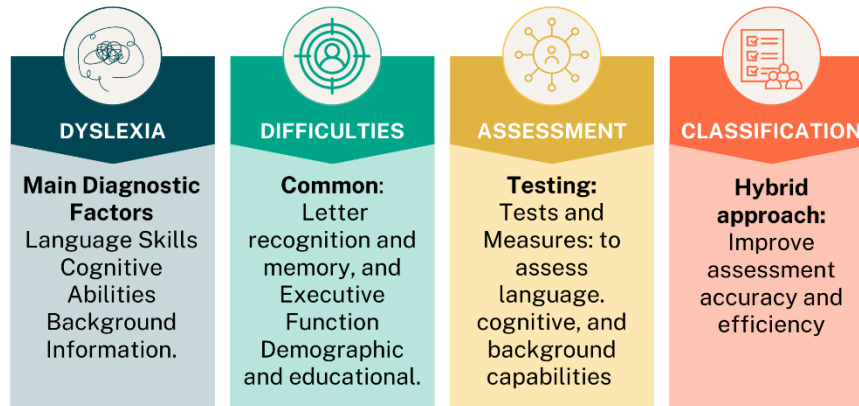 DYSLEXIA
Main Diagnostic
Factors
Language Skills
Cognitive
Abilities
Background
Information.
DIFFICULTIES
Common:
Letter
recognition and
memory, and
Executive
Function
Demographic
and educational.
ASSESSMENT
Testing:
Tests and
Measures: to
assess
language.
cognitive, and
background
capabilities
CLASSIFICATION
Hybrid
approach:
Improve
assessment
accuracy and
efficiency